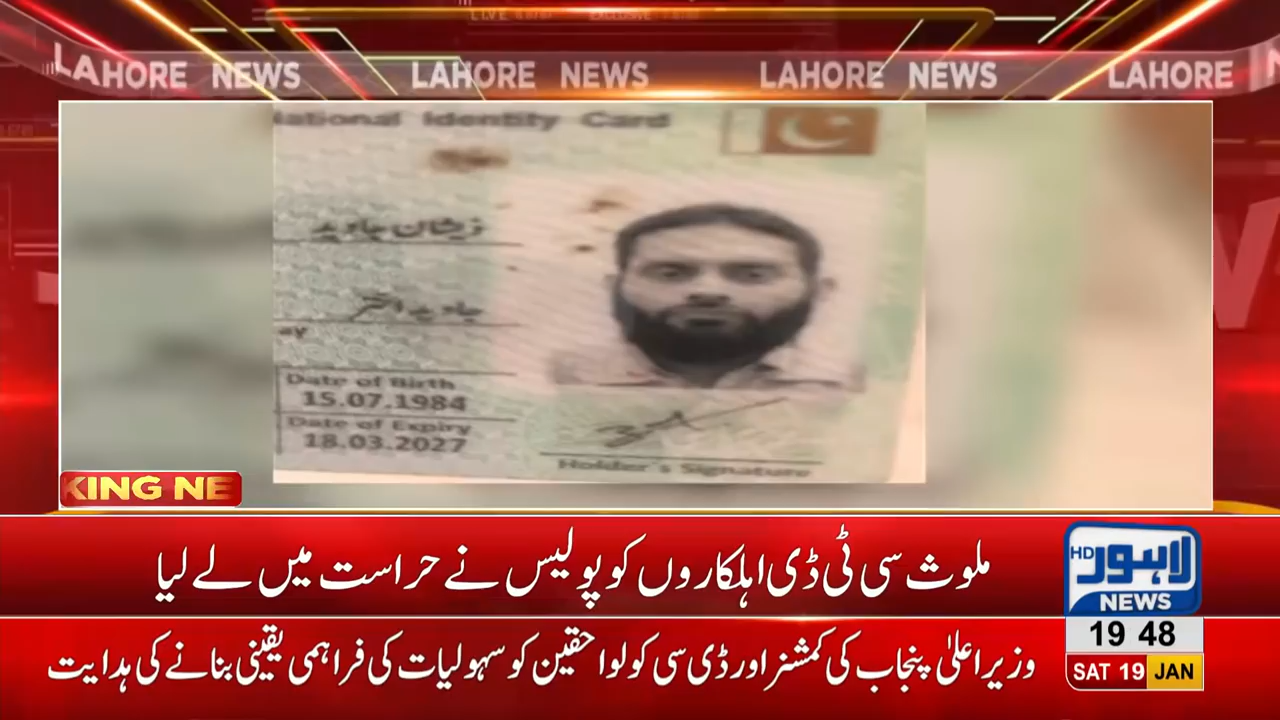 LAHORE NEWS LAHORE NEWS LAHORE NEWS LAHORE
National Identity Card
ذیشان جاوید
جاوید اختر
Date of Birth
15.07.1984
Date of Expiry
18.03.2027
Holder's Signature
KING NE
ملوث سی ٹی ڈی اہلکاروں کو پولیس نے حراست میں لے لیا
HD لاہور
NEWS
19 48
SAT 19 JAN
وزیراعلیٰ پنجاب کی کمشنر اور ڈی سی کو لواحقین کو سہولیات کی فراہمی یقینی بنانے کی ہدایت